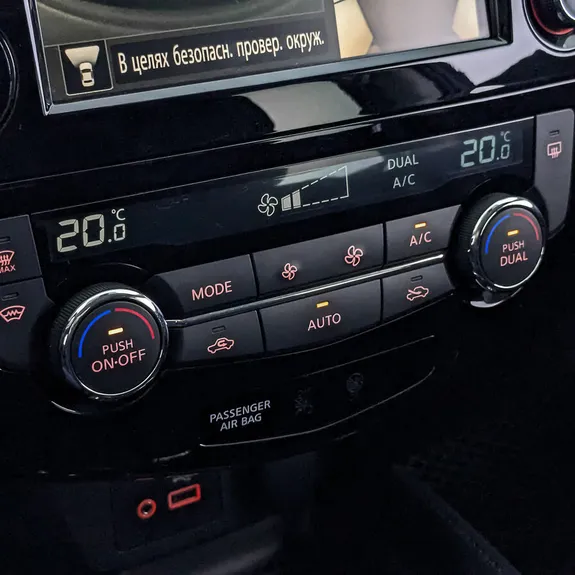 В целях безопасн. провер. окруж.
DUAL
A/C
20.0 °C
20.0 °C
MAX
MODE
A/C
PUSH
DUAL
PUSH
ON·OFF
AUTO
PASSENGER
AIR BAG